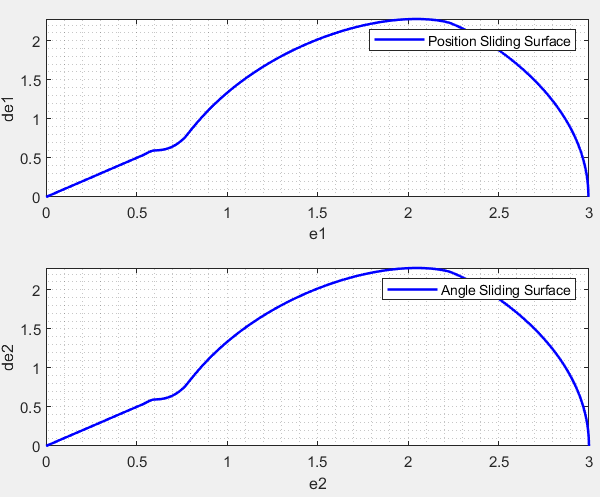 Position Sliding Surface
de1
2
1.5
1
0.5
0
0 0.5 1 1.5 2 2.5 3
e1
Angle Sliding Surface
de2
2
1.5
1
0.5
0
0 0.5 1 1.5 2 2.5 3
e2